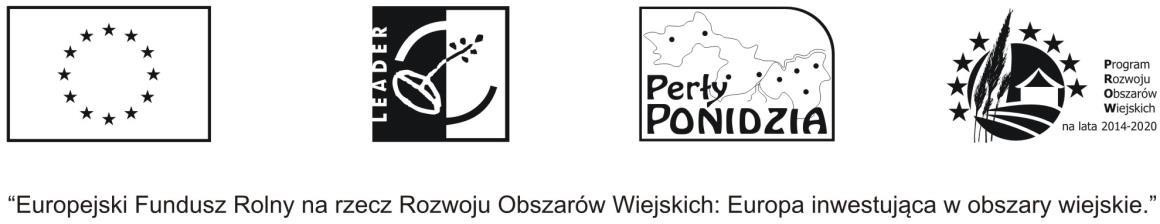 LEADER
Perły
PONIDZIA
Program
Rozwoju
Obszarów
Wiejskich
na lata 2014-2020
“Europejski Fundusz Rolny na rzecz Rozwoju Obszarów Wiejskich: Europa inwestująca w obszary wiejskie.”